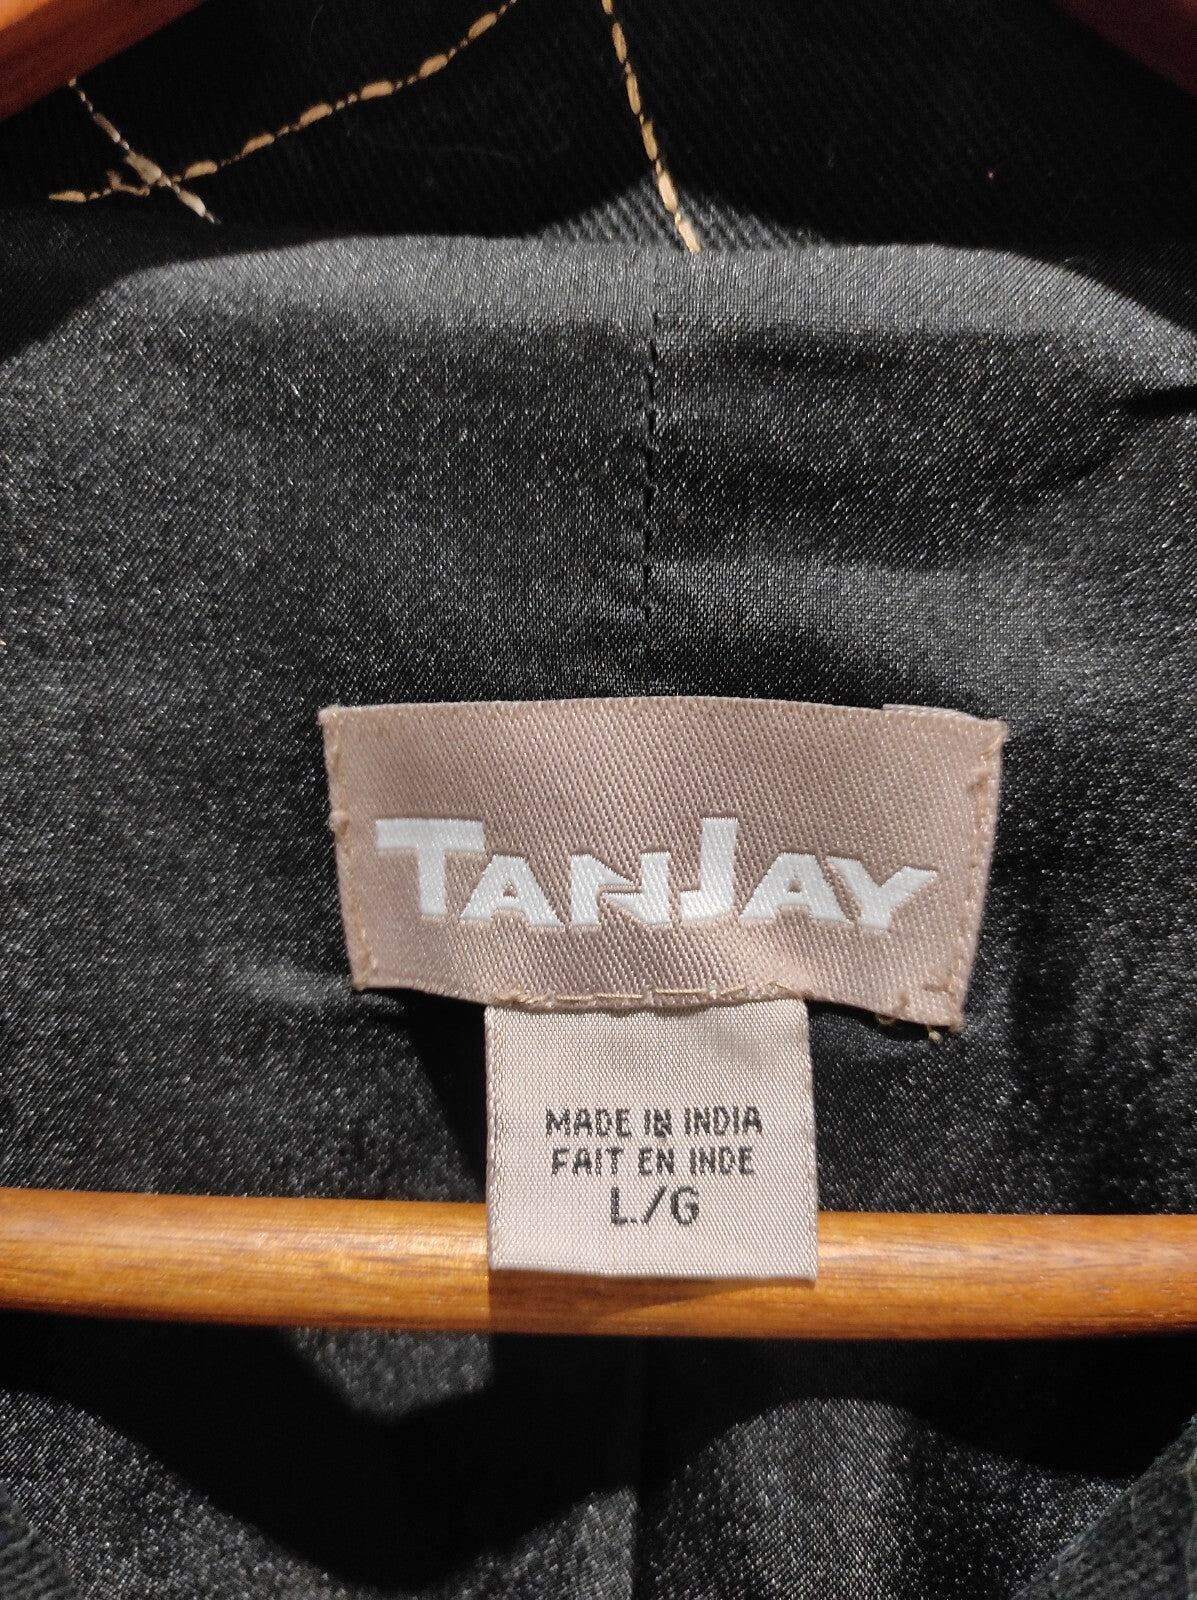 TANJAY
MADE IN INDIA
FAIT EN INDE
L/G